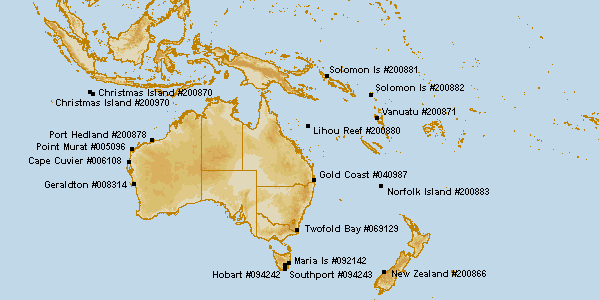 Solomon Is #200881
Solomon Is #200882
Christmas Island #200870
Christmas Island #200970
Vanuatu #200871
Lihou Reef #200880
Port Hedland #200878
Point Murat #005096
Cape Cuvier #006108
Gold Coast #040987
Geraldton #008314
Norfolk Island #200883
Twofold Bay #069129
Maria Is #092142
Hobart #094242
Southport #094243
New Zealand #200866